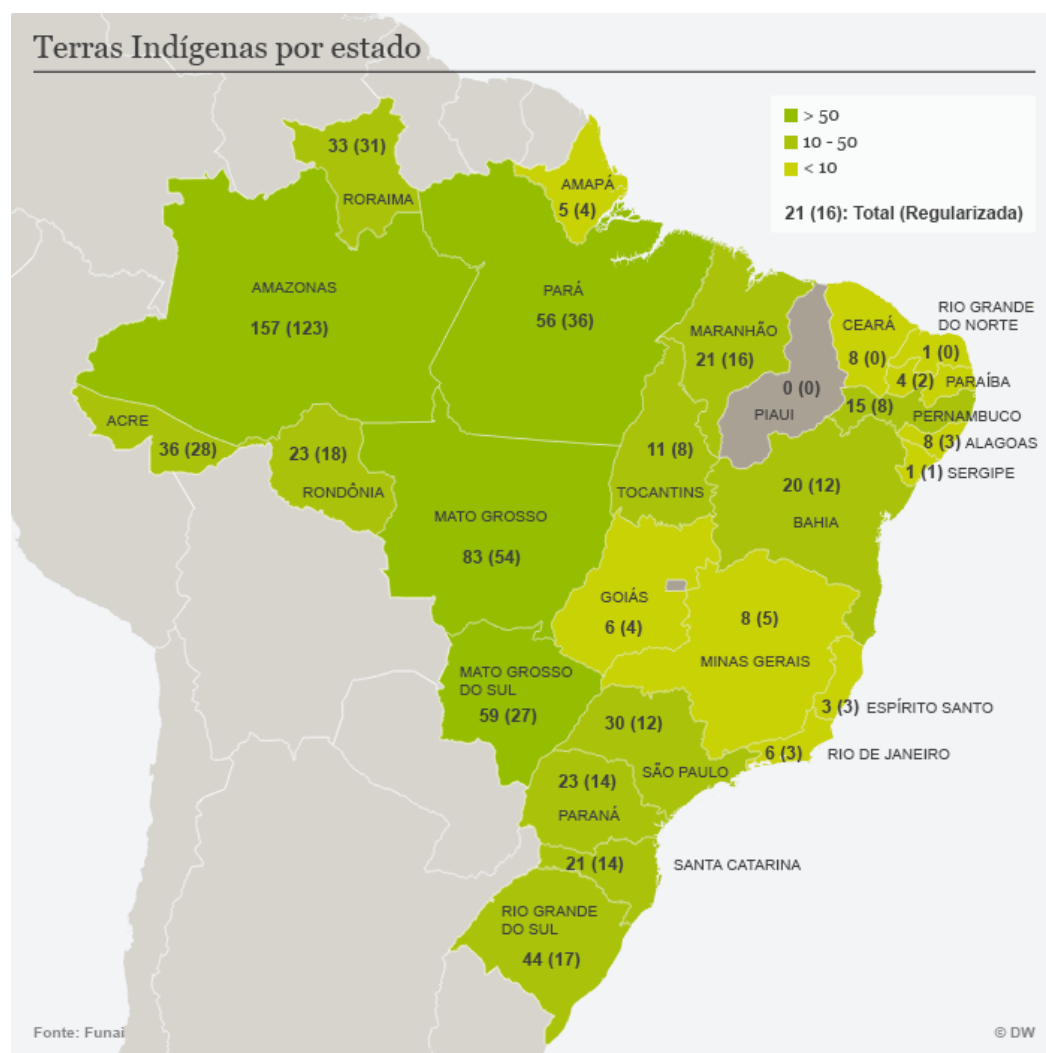 Terras Indígenas por estado
> 50
10 - 50
< 10
21 (16): Total (Regularizada)
33 (31)
RORAIMA
AMAPÁ
5 (4)
AMAZONAS
157 (123)
PARÁ
56 (36)
MARANHÃO
21 (16)
0 (0)
PIAUI
CEARÁ
8 (0)
RIO GRANDE
DO NORTE
1 (0)
4 (2) PARAÍBA
15 (8) PERNAMBUCO
8 (3) ALAGOAS
1 (1) SERGIPE
ACRE
36 (28)
23 (18)
RONDÔNIA
11 (8)
TOCANTINS
20 (12)
BAHIA
MATO GROSSO
83 (54)
GOIÁS
6 (4)
8 (5)
MINAS GERAIS
MATO GROSSO
DO SUL
59 (27)
3 (3) ESPÍRITO SANTO
6 (3) RIO DE JANEIRO
30 (12)
SÃO PAULO
23 (14)
PARANÁ
21 (14) SANTA CATARINA
RIO GRANDE
DO SUL
44 (17)
Fonte: Funai
© DW